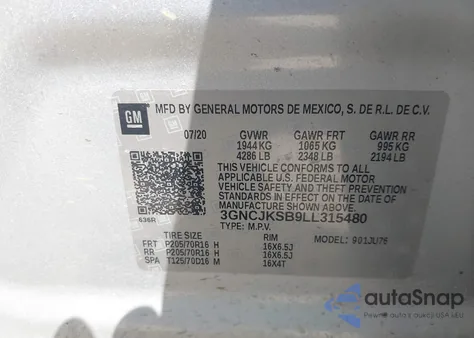 GM
MFD BY GENERAL MOTORS DE MEXICO, S. DE R.L. DE C.V.
07/20 GVWR GAWR FRT GAWR RR
1944 KG 1065 KG 995 KG
4286 LB 2348 LB 2194 LB
THIS VEHICLE CONFORMS TO ALL
APPLICABLE U.S. FEDERAL MOTOR
VEHICLE SAFETY AND THEFT PREVENTION
STANDARDS IN EFFECT ON THE DATE OF
MANUFACTURE SHOWN ABOVE.
3GNCJKSB9LL315480
TYPE: M.P.V.
TIRE SIZE RIM MODEL: 901JU76
FRT P205/70R16 H 16X6.5J
RR P205/70R16 H 16X6.5J
SPA T125/70D16 M 16X4T
autoSnap